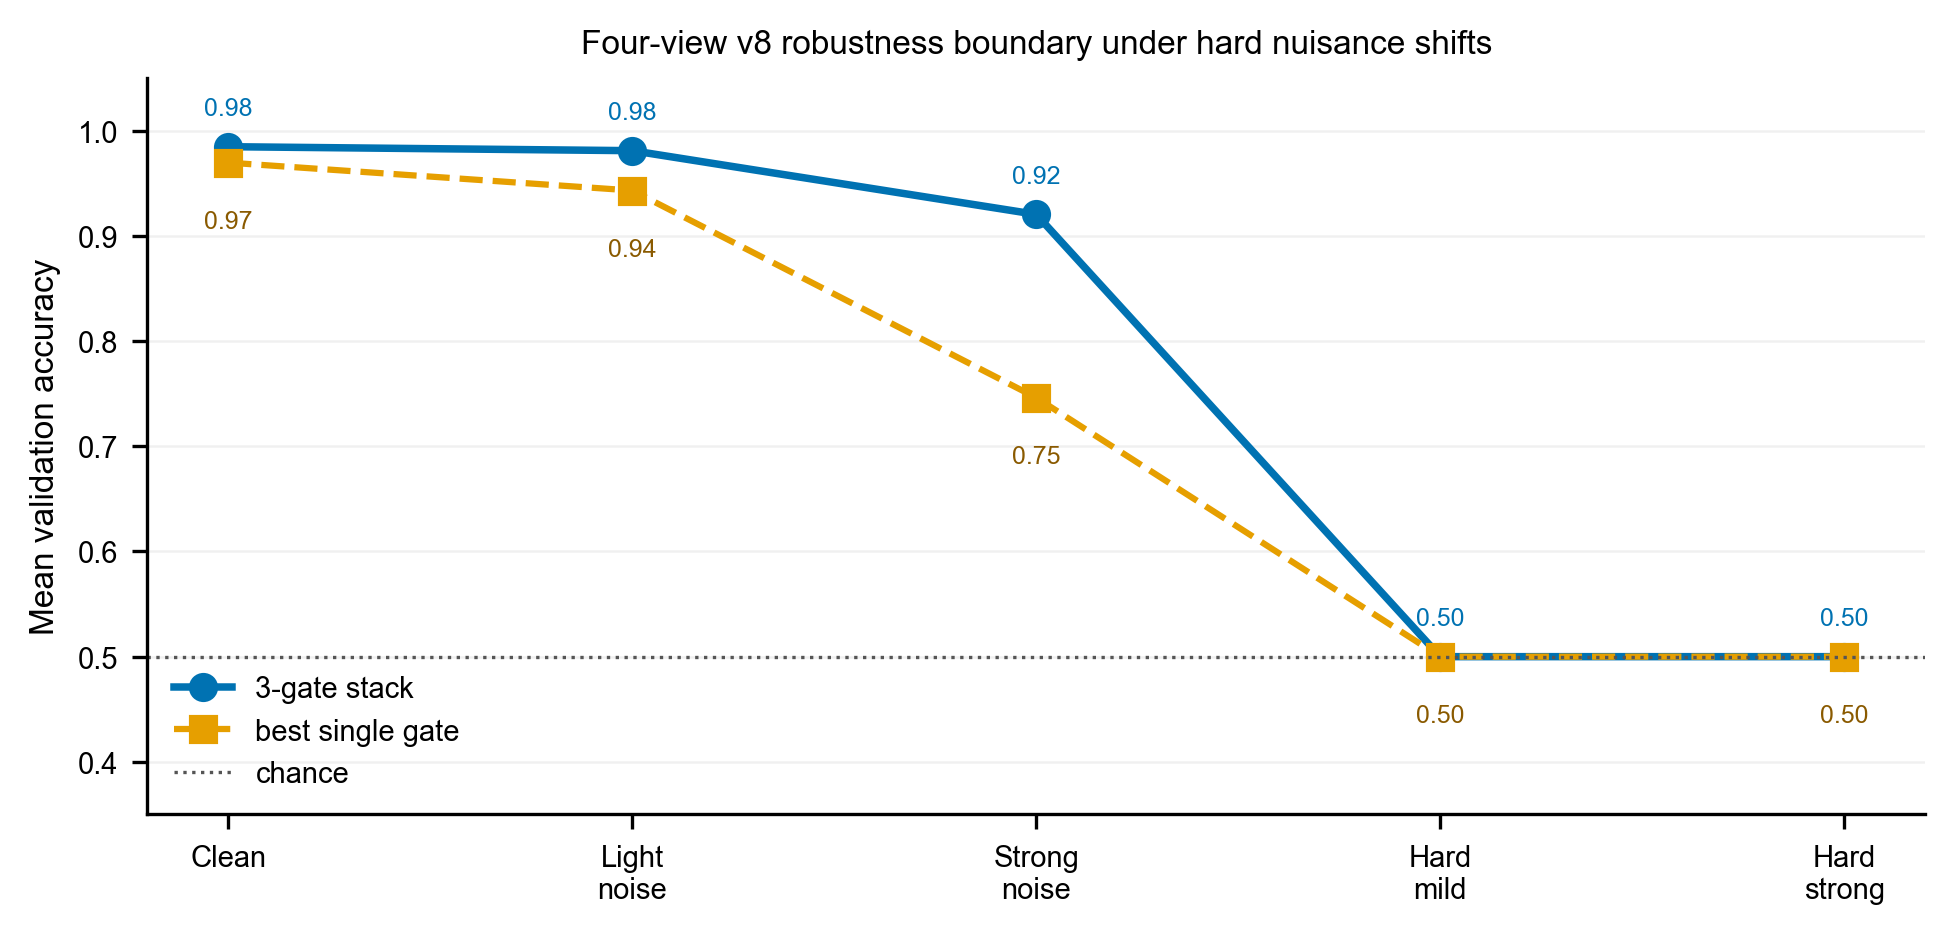 Four-view v8 robustness boundary under hard nuisance shifts
Mean validation accuracy
1.0
0.9
0.8
0.7
0.6
0.5
0.4
0.98
0.98
0.92
0.50
0.50
0.97
0.94
0.75
0.50
0.50
3-gate stack
best single gate
chance
Clean
Light
noise
Strong
noise
Hard
mild
Hard
strong